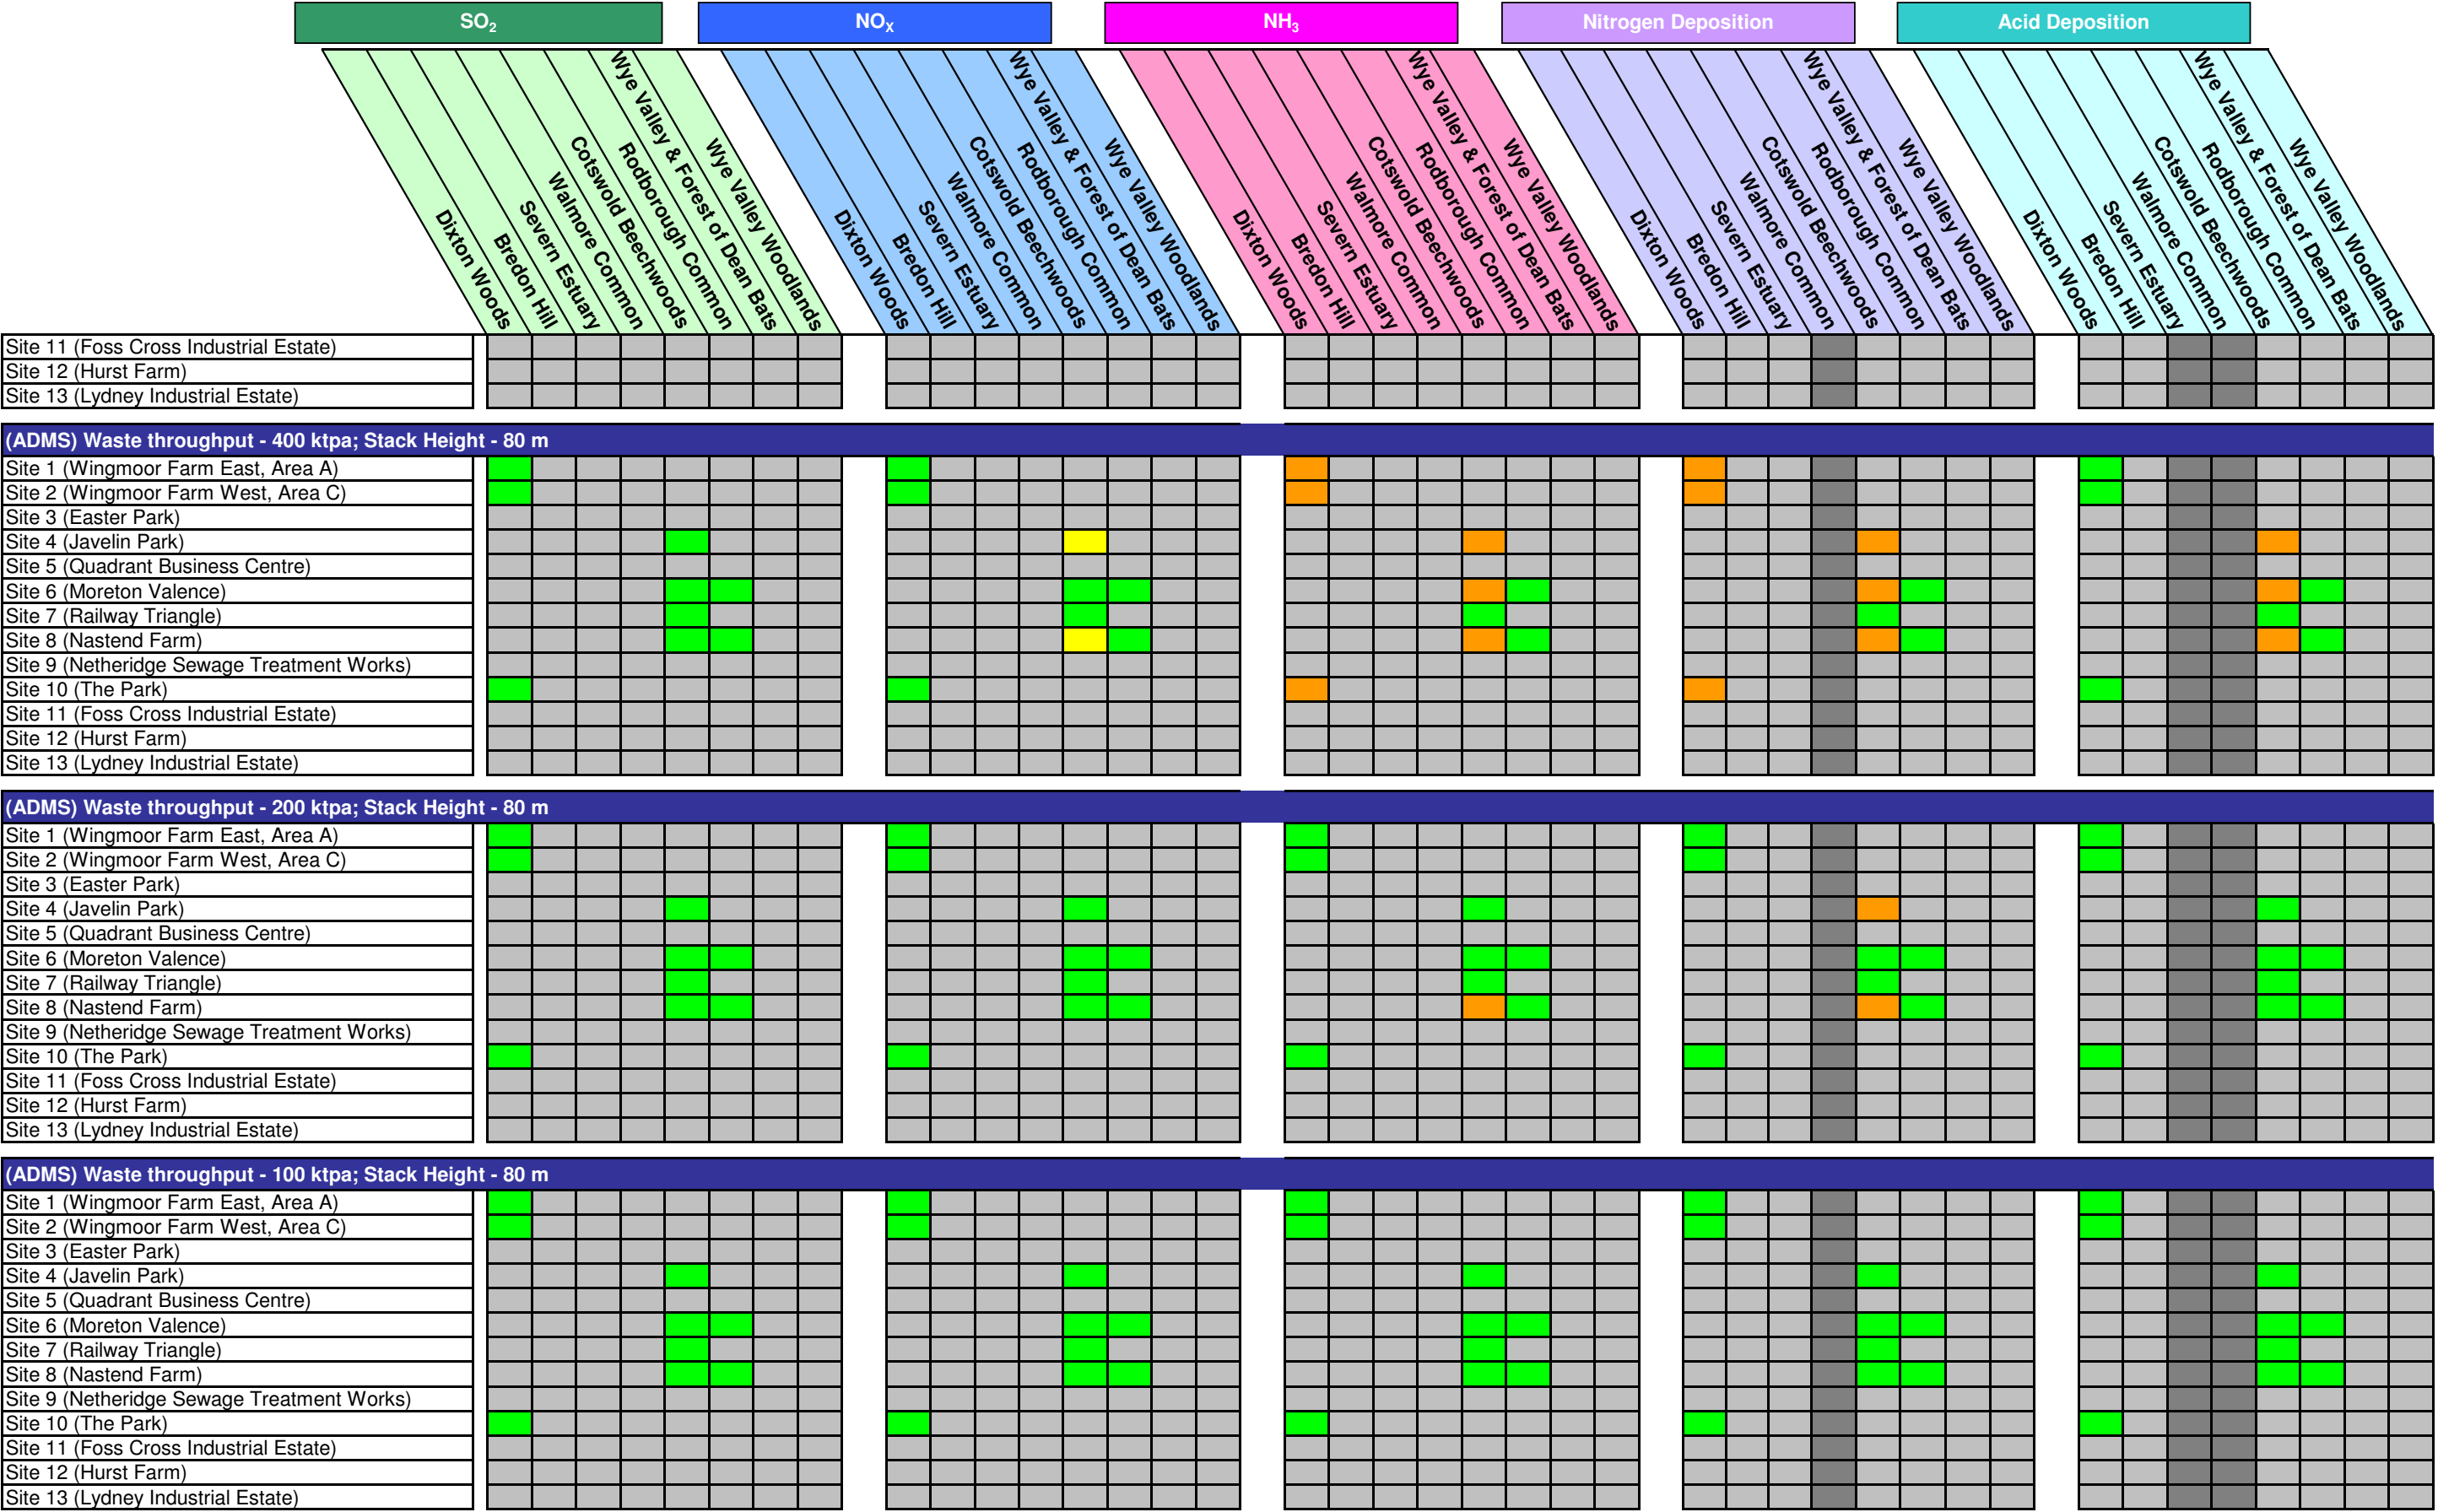 SO2
NOX
NH3
Nitrogen Deposition
Acid Deposition
Dixton Woods
Bredon Hill
Severn Estuary
Walmore Common
Cotswold Beechwoods
Rodborough Common
Wye Valley & Forest of Dean Bats
Wye Valley Woodlands
Dixton Woods
Bredon Hill
Severn Estuary
Walmore Common
Cotswold Beechwoods
Rodborough Common
Wye Valley & Forest of Dean Bats
Wye Valley Woodlands
Dixton Woods
Bredon Hill
Severn Estuary
Walmore Common
Cotswold Beechwoods
Rodborough Common
Wye Valley & Forest of Dean Bats
Wye Valley Woodlands
Dixton Woods
Bredon Hill
Severn Estuary
Walmore Common
Cotswold Beechwoods
Rodborough Common
Wye Valley & Forest of Dean Bats
Wye Valley Woodlands
Dixton Woods
Bredon Hill
Severn Estuary
Walmore Common
Cotswold Beechwoods
Rodborough Common
Wye Valley & Forest of Dean Bats
Wye Valley Woodlands
Site 11 (Foss Cross Industrial Estate)
Site 12 (Hurst Farm)
Site 13 (Lydney Industrial Estate)
(ADMS) Waste throughput - 400 ktpa; Stack Height - 80 m
Site 1 (Wingmoor Farm East, Area A)
Site 2 (Wingmoor Farm West, Area C)
Site 3 (Easter Park)
Site 4 (Javelin Park)
Site 5 (Quadrant Business Centre)
Site 6 (Moreton Valence)
Site 7 (Railway Triangle)
Site 8 (Nastend Farm)
Site 9 (Netheridge Sewage Treatment Works)
Site 10 (The Park)
Site 11 (Foss Cross Industrial Estate)
Site 12 (Hurst Farm)
Site 13 (Lydney Industrial Estate)
(ADMS) Waste throughput - 200 ktpa; Stack Height - 80 m
Site 1 (Wingmoor Farm East, Area A)
Site 2 (Wingmoor Farm West, Area C)
Site 3 (Easter Park)
Site 4 (Javelin Park)
Site 5 (Quadrant Business Centre)
Site 6 (Moreton Valence)
Site 7 (Railway Triangle)
Site 8 (Nastend Farm)
Site 9 (Netheridge Sewage Treatment Works)
Site 10 (The Park)
Site 11 (Foss Cross Industrial Estate)
Site 12 (Hurst Farm)
Site 13 (Lydney Industrial Estate)
(ADMS) Waste throughput - 100 ktpa; Stack Height - 80 m
Site 1 (Wingmoor Farm East, Area A)
Site 2 (Wingmoor Farm West, Area C)
Site 3 (Easter Park)
Site 4 (Javelin Park)
Site 5 (Quadrant Business Centre)
Site 6 (Moreton Valence)
Site 7 (Railway Triangle)
Site 8 (Nastend Farm)
Site 9 (Netheridge Sewage Treatment Works)
Site 10 (The Park)
Site 11 (Foss Cross Industrial Estate)
Site 12 (Hurst Farm)
Site 13 (Lydney Industrial Estate)